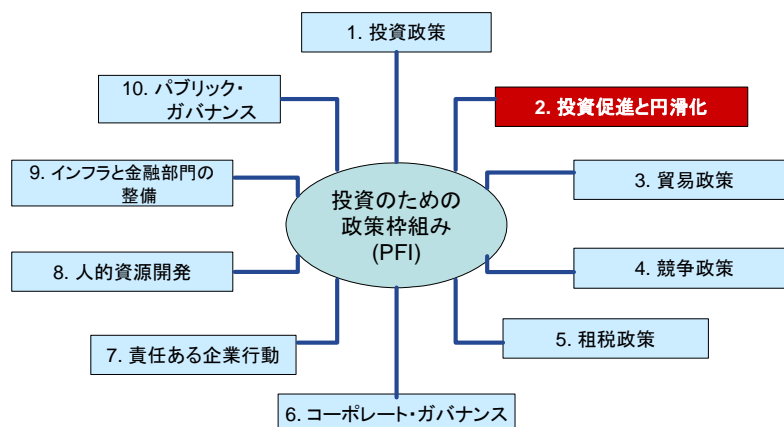 1. 投資政策
10. パブリック・
ガバナンス
2. 投資促進と円滑化
9. インフラと金融部門の
整備
3. 貿易政策
投資のための
政策枠組み
(PFI)
8. 人的資源開発
4. 競争政策
7. 責任ある企業行動
5. 租税政策
6. コーポレート・ガバナンス